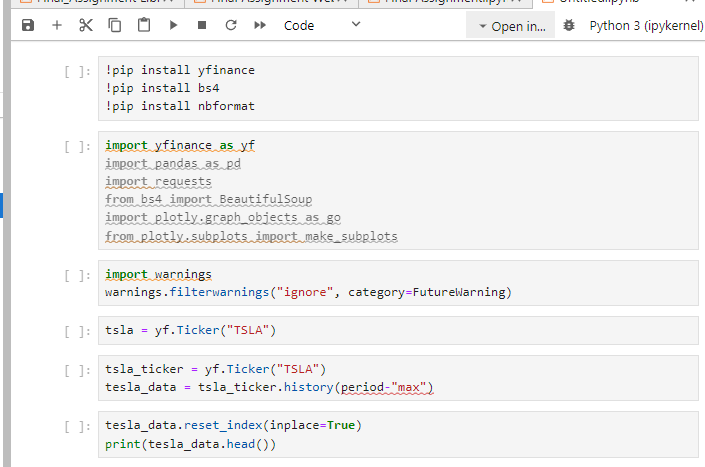 Code
Open in...
Python 3 (ipykernel)
[ ]: !pip install yfinance
!pip install bs4
!pip install nbformat
[ ]: import yfinance as yf
import pandas as pd
import requests
from bs4 import BeautifulSoup
import plotly.graph_objects as go
from plotly.subplots import make_subplots
[ ]: import warnings
warnings.filterwarnings("ignore", category=FutureWarning)
[ ]: tsla = yf.Ticker("TSLA")
[ ]: tsla_ticker = yf.Ticker("TSLA")
tesla_data = tsla_ticker.history(period-"max")
[ ]: tesla_data.reset_index(inplace=True)
print(tesla_data.head())